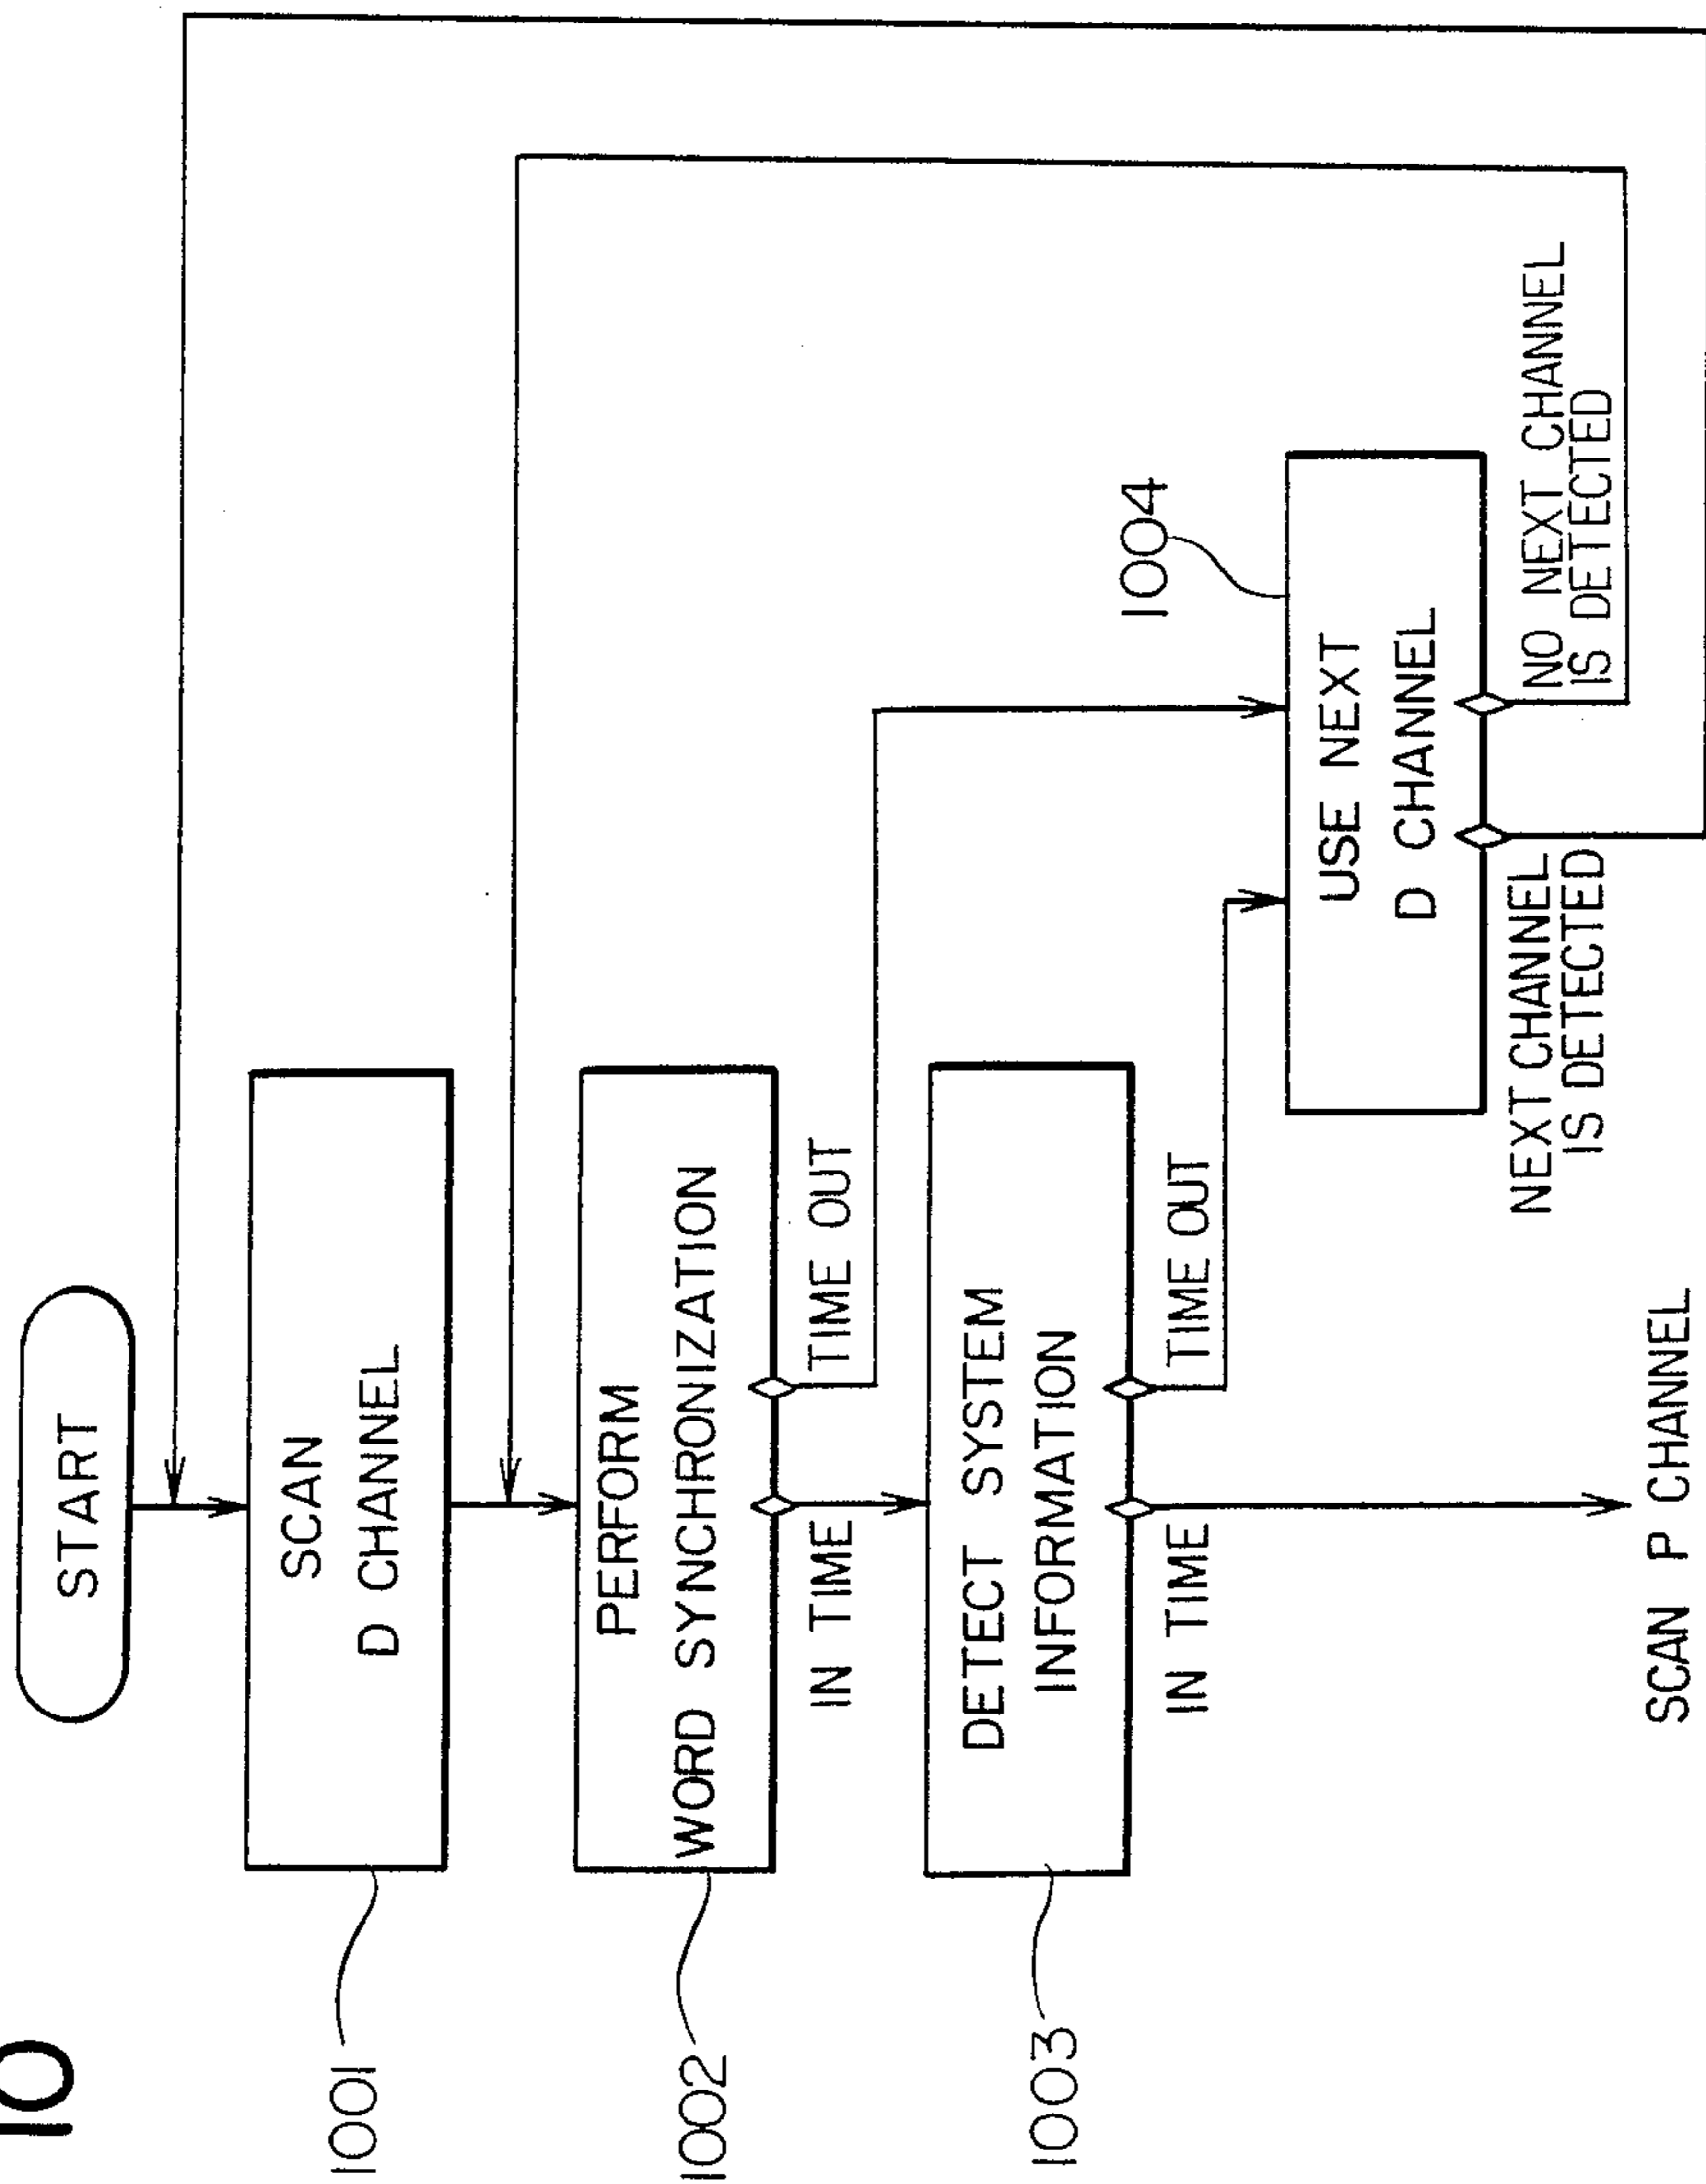 10
START
SCAN
D CHANNEL
1001
PERFORM
WORD SYNCHRONIZATION
1002
IN TIME
TIME OUT
DETECT SYSTEM
INFORMATION
1003
IN TIME
TIME OUT
1004
USE NEXT
D CHANNEL
NEXT CHANNEL
IS DETECTED
NO NEXT CHANNEL
IS DETECTED
SCAN P CHANNEL